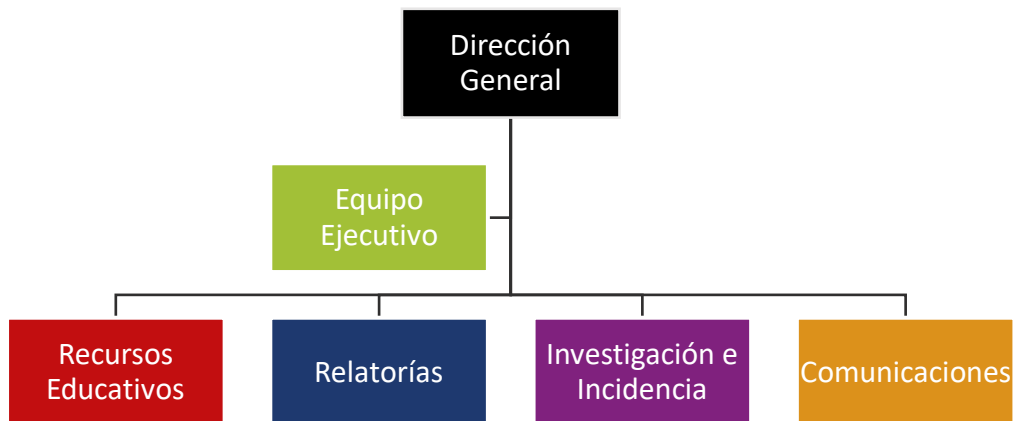 Dirección
General
Equipo
Ejecutivo
Recursos
Educativos
Relatorías
Investigación e
Incidencia
Comunicaciones